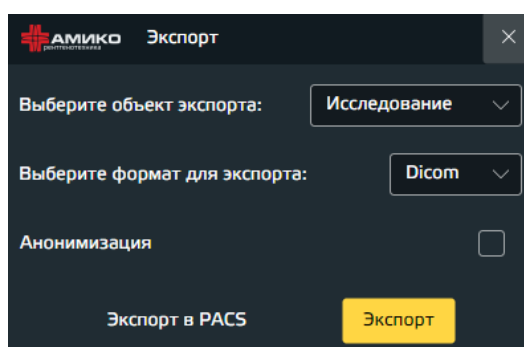 АМИКО
РЕНТГЕНОТЕХНИКА
Экспорт
Выберите объект экспорта:
Исследование
Выберите формат для экспорта:
Dicom
Анонимизация
Экспорт в PACS
Экспорт